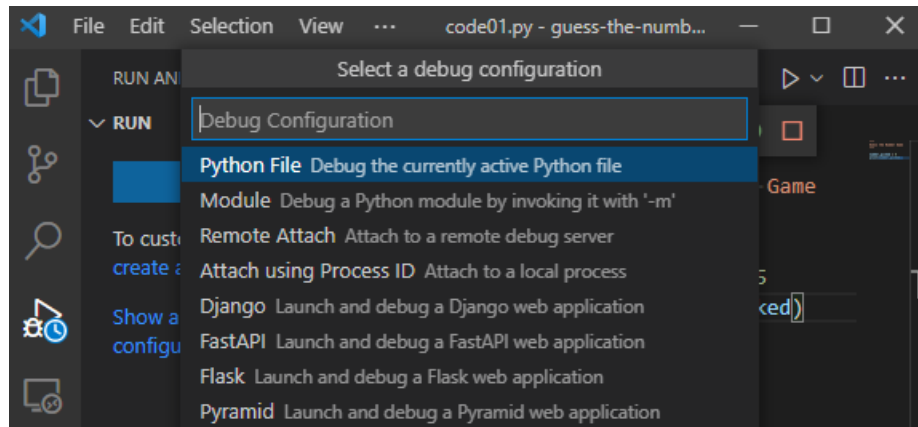 File Edit Selection View ··· code01.py - guess-the-numb...
Select a debug configuration
RUN AN
Debug Configuration
RUN
Python File Debug the currently active Python file
Game
Module Debug a Python module by invoking it with '-m'
To custo
Remote Attach Attach to a remote debug server
create a
Attach using Process ID Attach to a local process
5
Django Launch and debug a Django web application
ked)
Show a
FastAPI Launch and debug a FastAPI web application
configu
Flask Launch and debug a Flask web application
Pyramid Launch and debug a Pyramid web application